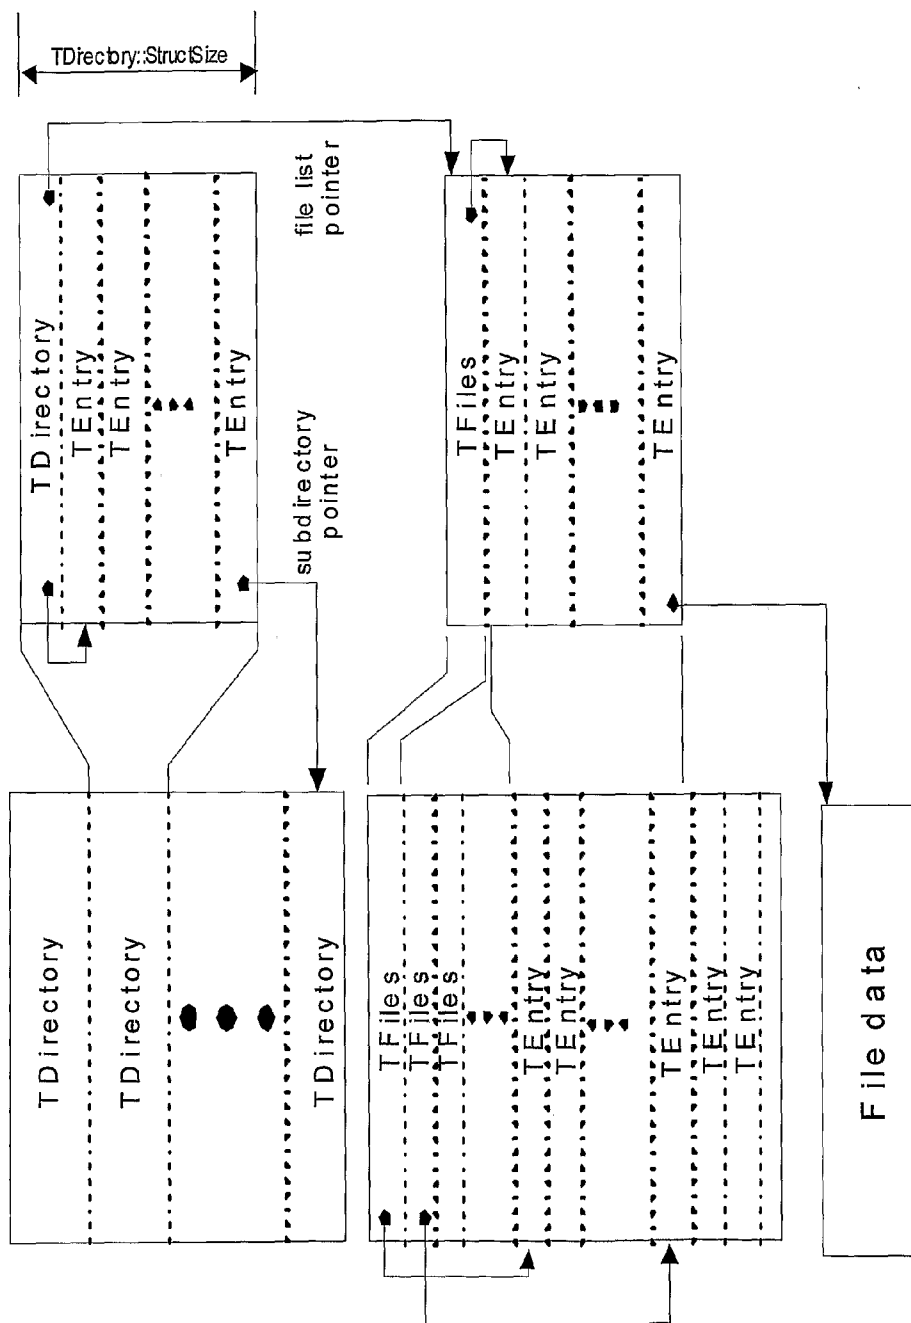 TDirectory::StructSize
file list
pointer
subdirectory
pointer
TDirectory
TEntry
TEntry
TEntry
TFiles
TEntry
TEntry
TEntry
TDirectory
TDirectory
TDirectory
TFiles
TFiles
TFiles
TEntry
TEntry
TEntry
TEntry
TEntry
File data